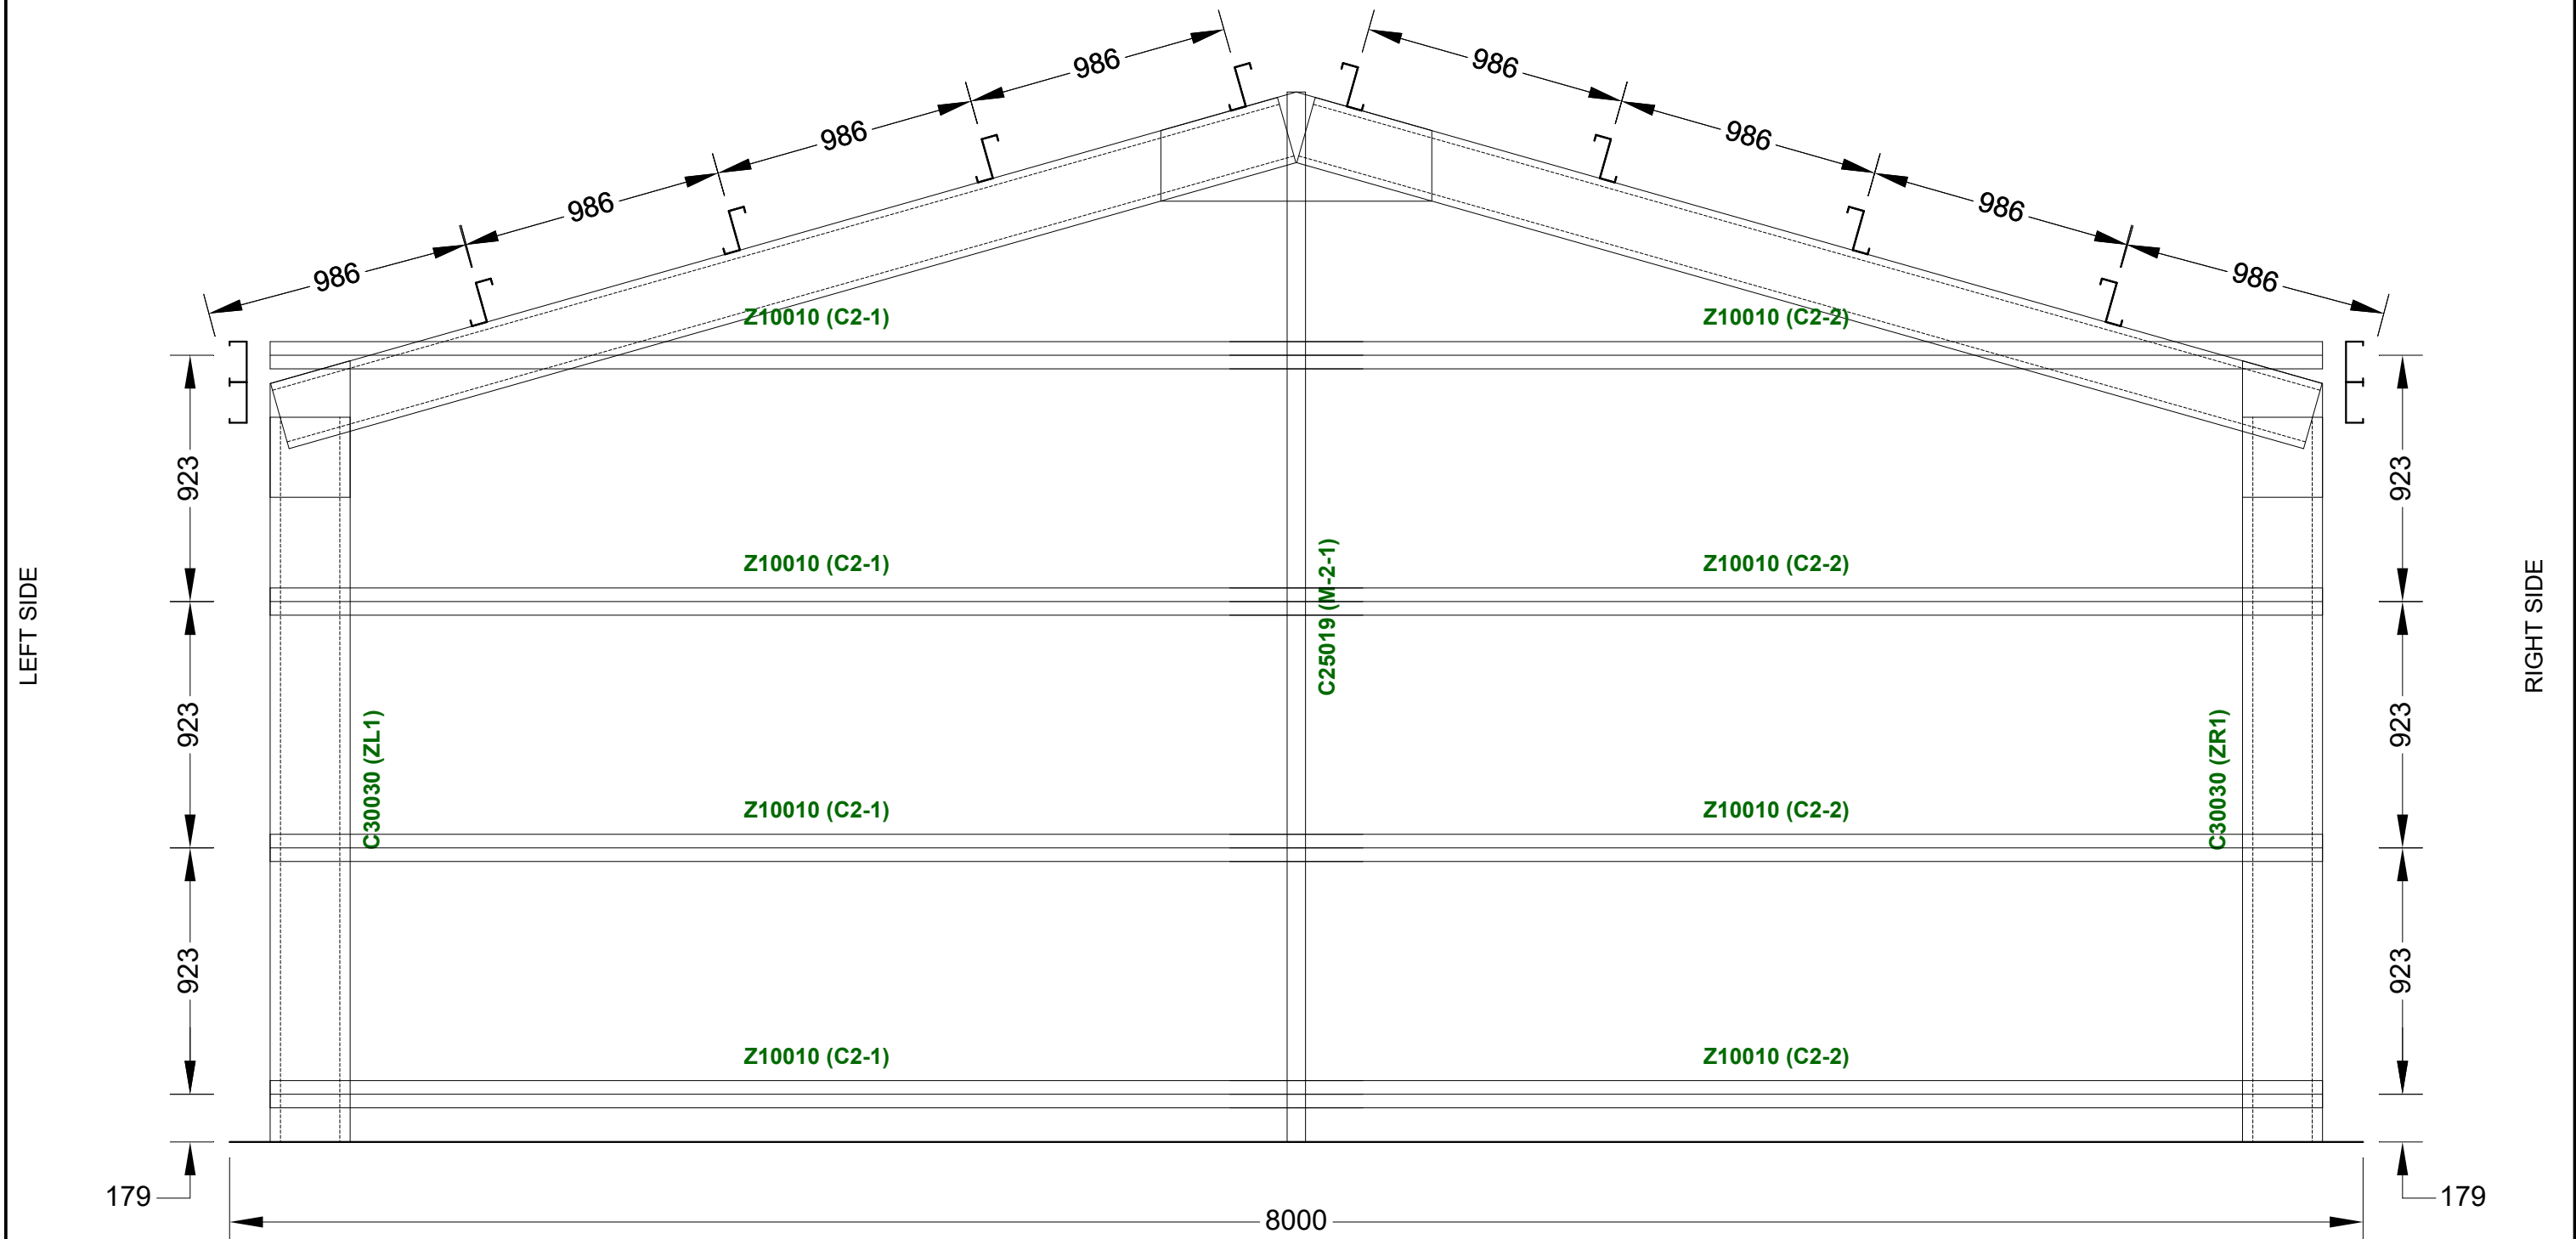 986
986
986
986
986
986
986
986
Z10010 (C2-1)
Z10010 (C2-2)
923
923
Z10010 (C2-1)
Z10010 (C2-2)
C25019 (M-2-1)
LEFT SIDE
RIGHT SIDE
923
923
C30030 (ZL1)
C30030 (ZR1)
Z10010 (C2-1)
Z10010 (C2-2)
923
923
Z10010 (C2-1)
Z10010 (C2-2)
179
179
8000